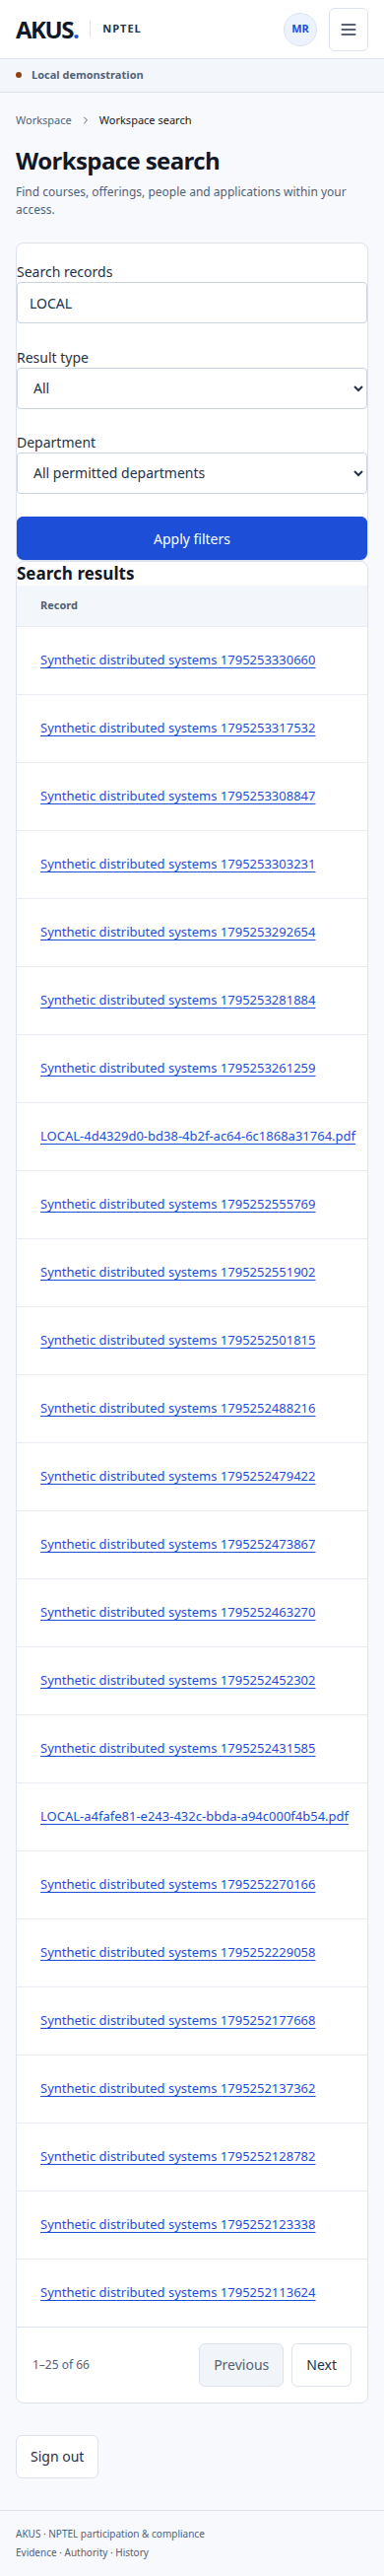 AKUS. NPTEL MR
Local demonstration
Workspace > Workspace search
Workspace search
Find courses, offerings, people and applications within your
access.
Search records
LOCAL
Result type
All
Department
All permitted departments
Apply filters
Search results
Record
Synthetic distributed systems 1795253330660
Synthetic distributed systems 1795253317532
Synthetic distributed systems 1795253308847
Synthetic distributed systems 1795253303231
Synthetic distributed systems 1795253292654
Synthetic distributed systems 1795253281884
Synthetic distributed systems 1795253261259
LOCAL-4d4329d0-bd38-4b2f-ac64-6c1868a31764.pdf
Synthetic distributed systems 1795252555769
Synthetic distributed systems 1795252551902
Synthetic distributed systems 1795252501815
Synthetic distributed systems 1795252488216
Synthetic distributed systems 1795252479422
Synthetic distributed systems 1795252473867
Synthetic distributed systems 1795252463270
Synthetic distributed systems 1795252452302
Synthetic distributed systems 1795252431585
LOCAL-a4fafe81-e243-432c-bbda-a94c000f4b54.pdf
Synthetic distributed systems 1795252270166
Synthetic distributed systems 1795252229058
Synthetic distributed systems 1795252177668
Synthetic distributed systems 1795252137362
Synthetic distributed systems 1795252128782
Synthetic distributed systems 1795252123338
Synthetic distributed systems 1795252113624
1–25 of 66 Previous Next
Sign out
AKUS · NPTEL participation & compliance
Evidence · Authority · History